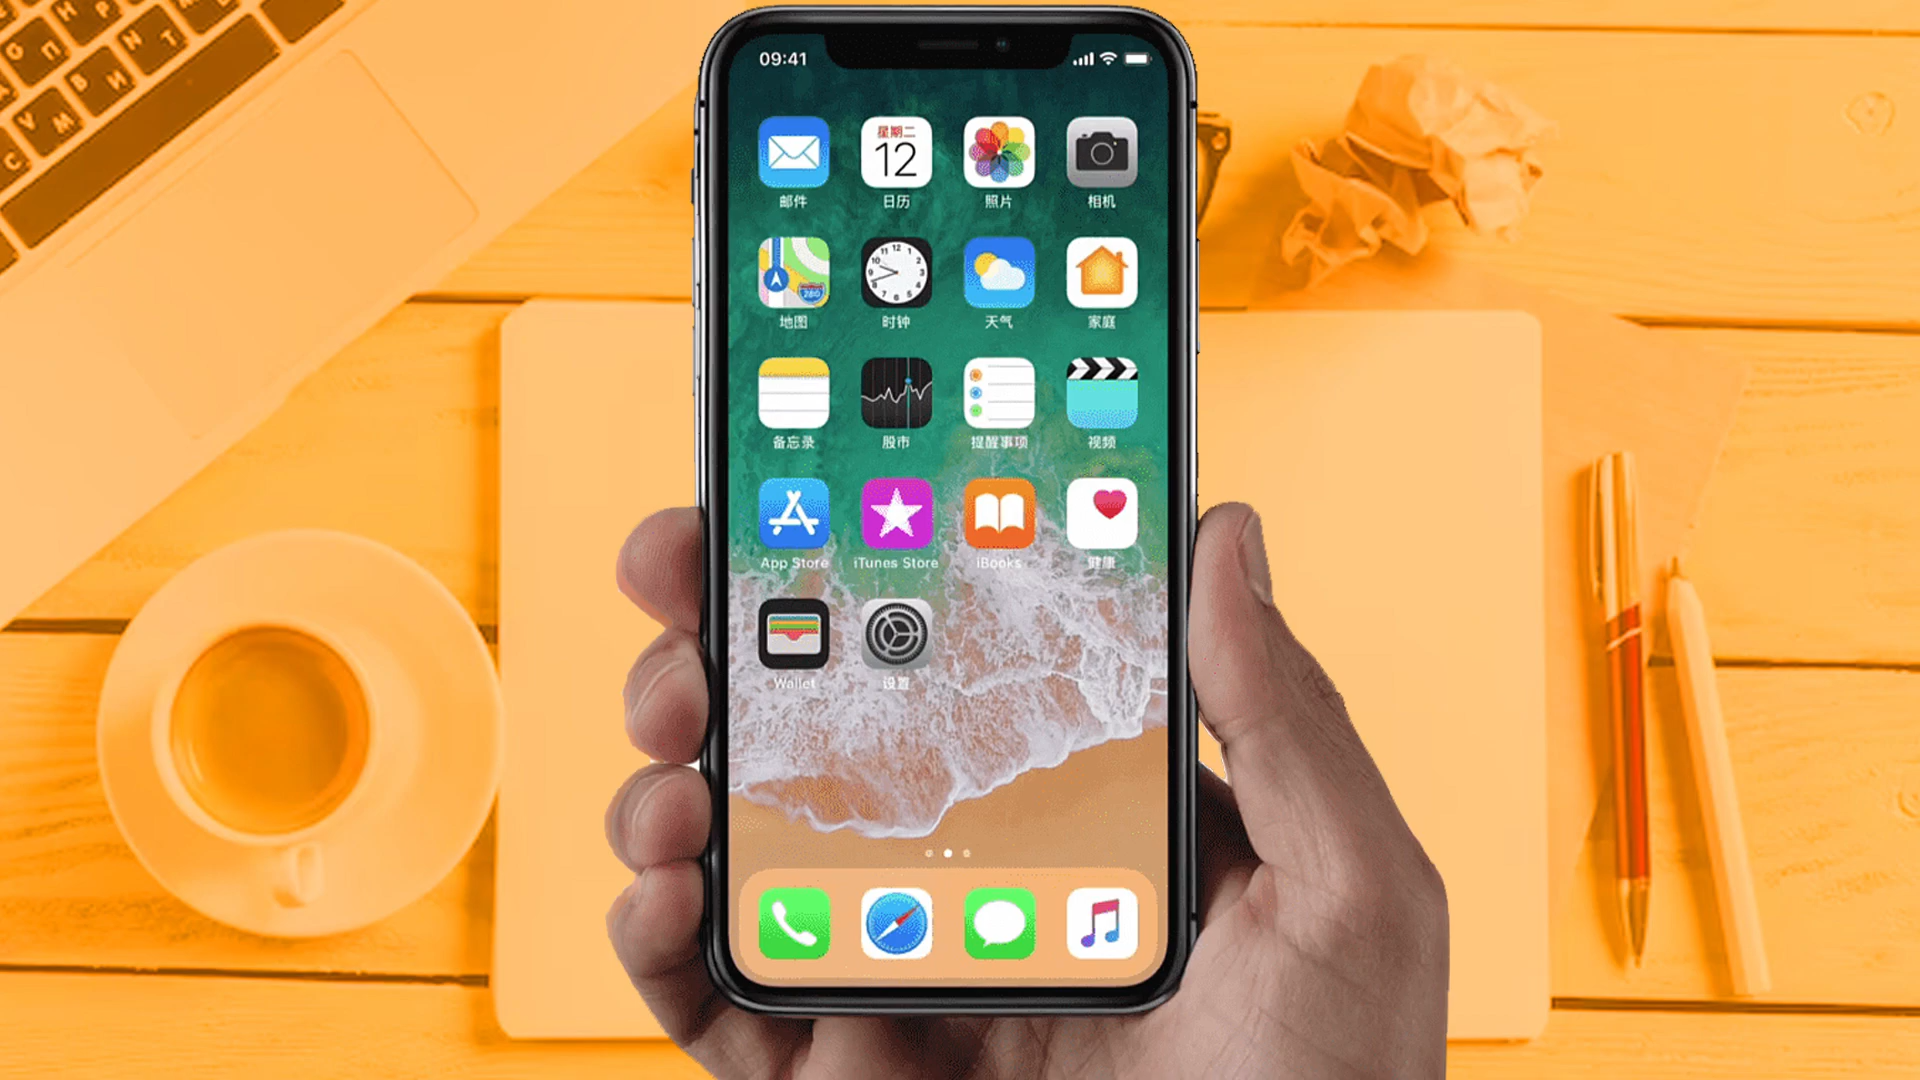 09:41
星期二
12
邮件 日历 照片 相机
280
地图 时钟 天气 家庭
备忘录 股市 提醒事项 视频
App Store iTunes Store iBooks 健康
Wallet 设置